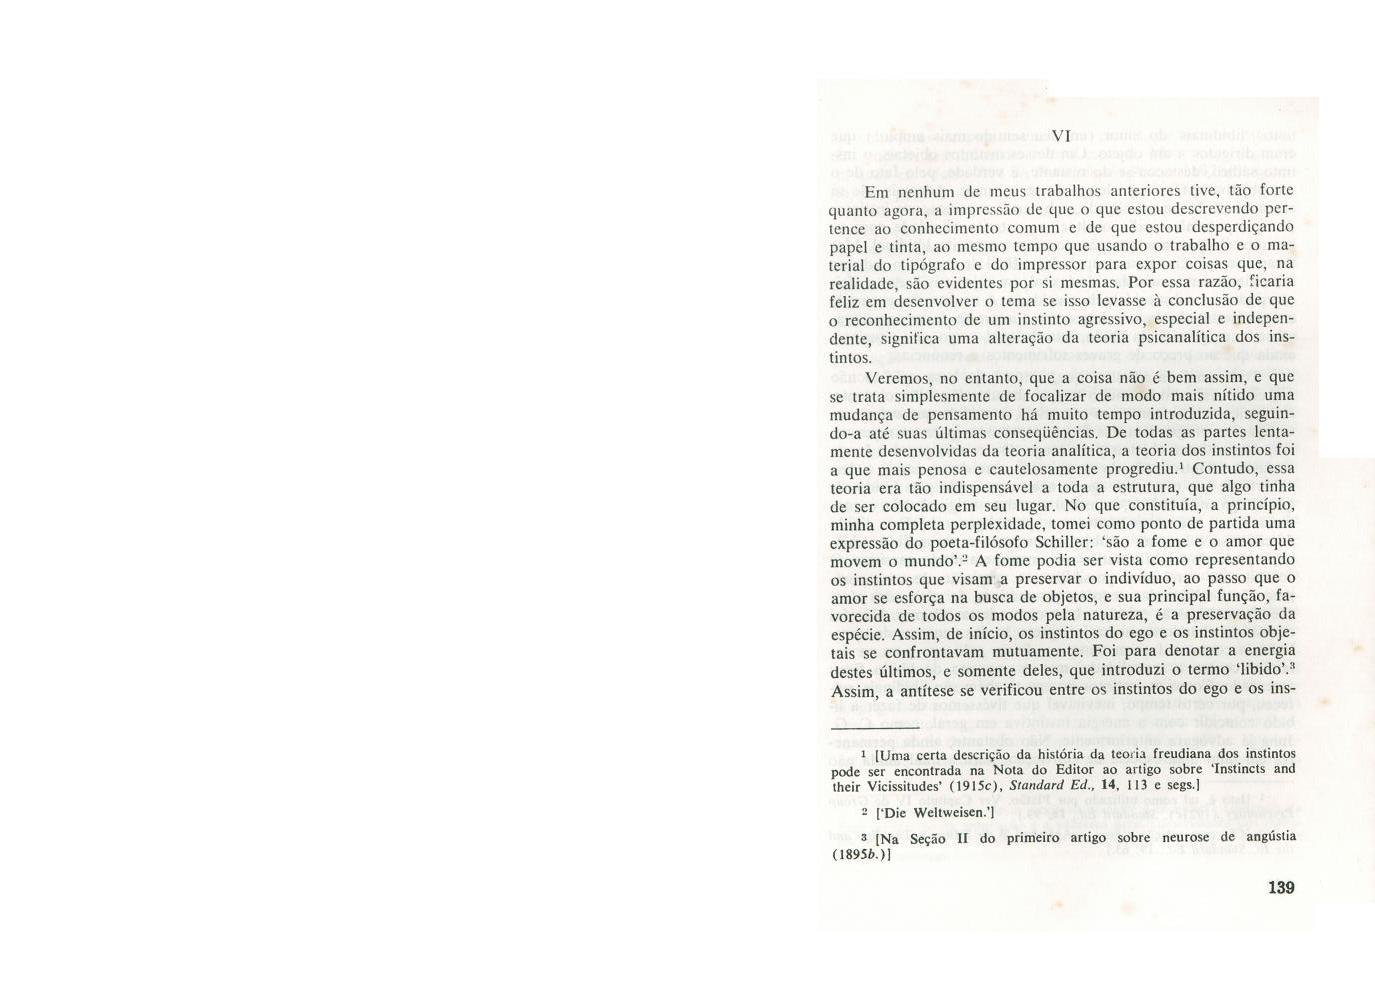 VI
Em nenhum de meus trabalhos anteriores tive, tão forte
quanto agora, a impressão de que o que estou descrevendo per-
tence ao conhecimento comum e de que estou desperdiçando
papel e tinta, ao mesmo tempo que usando o trabalho e o ma-
terial do tipógrafo e do impressor para expor coisas que, na
realidade, são evidentes por si mesmas. Por essa razão, ficaria
feliz em desenvolver o tema se isso levasse à conclusão de que
o reconhecimento de um instinto agressivo, especial e indepen-
dente, significa uma alteração da teoria psicanalítica dos ins-
tintos.
Veremos, no entanto, que a coisa não é bem assim, e que
se trata simplesmente de focalizar de modo mais nítido uma
mudança de pensamento há muito tempo introduzida, seguin-
do-a até suas últimas conseqüências. De todas as partes lenta-
mente desenvolvidas da teoria analítica, a teoria dos instintos foi
a que mais penosa e cautelosamente progrediu.¹ Contudo, essa
teoria era tão indispensável a toda a estrutura, que algo tinha
de ser colocado em seu lugar. No que constituía, a princípio,
minha completa perplexidade, tomei como ponto de partida uma
expressão do poeta-filósofo Schiller: ‘são a fome e o amor que
movem o mundo’.² A fome podia ser vista como representando
os instintos que visam a preservar o indivíduo, ao passo que o
amor se esforça na busca de objetos, e sua principal função, fa-
vorecida de todos os modos pela natureza, é a preservação da
espécie. Assim, de início, os instintos do ego e os instintos obje-
tais se confrontavam mutuamente. Foi para denotar a energia
destes últimos, e somente deles, que introduzi o termo ‘libido’.³
Assim, a antítese se verificou entre os instintos do ego e os ins-
¹ [Uma certa descrição da história da teoria freudiana dos instintos
pode ser encontrada na Nota do Editor ao artigo sobre ‘Instincts and
their Vicissitudes’ (1915c), Standard Ed., 14, 113 e segs.]
² [‘Die Weltweisen.’]
³ [Na Seção II do primeiro artigo sobre neurose de angústia
(1895b.)]
139